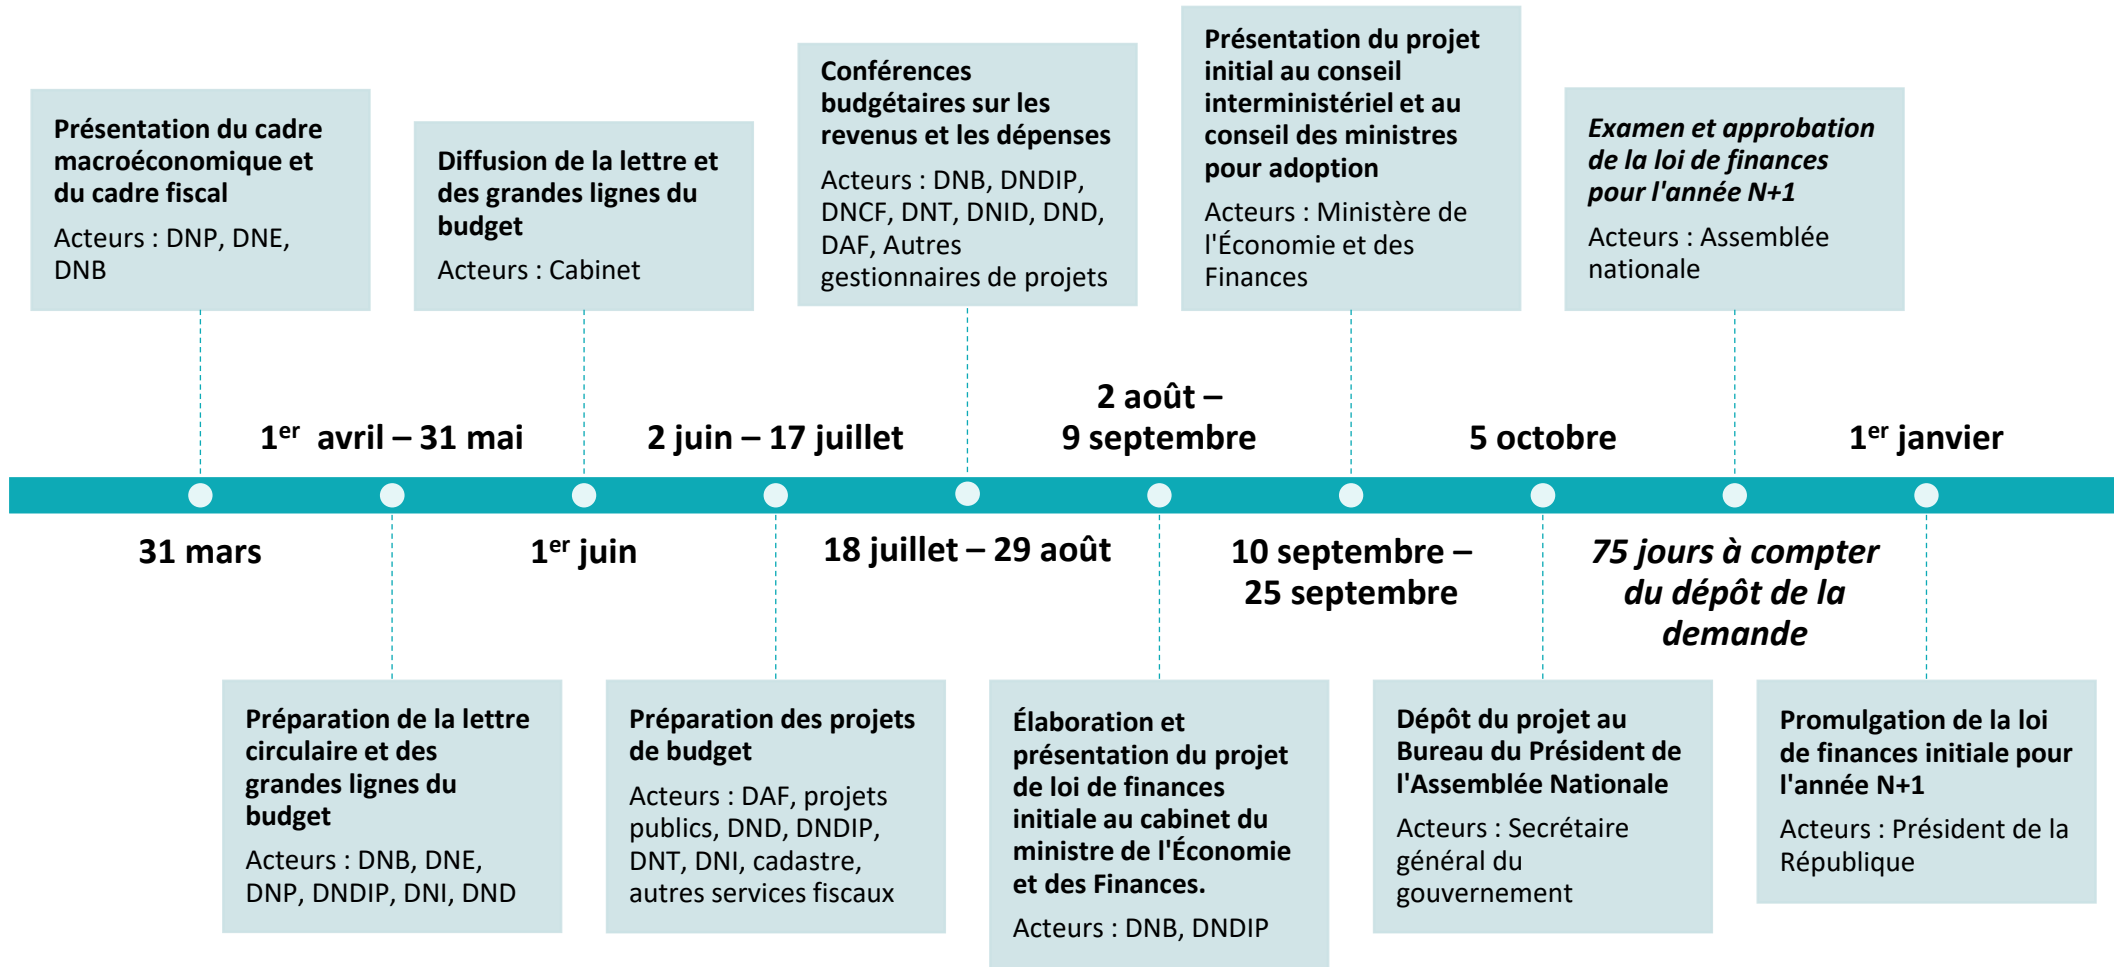 Présentation du cadre
macroéconomique et
du cadre fiscal
Acteurs : DNP, DNE,
DNB
Diffusion de la lettre et
des grandes lignes du
budget
Acteurs : Cabinet
Conférences
budgétaires sur les
revenus et les dépenses
Acteurs : DNB, DNDIP,
DNCF, DNT, DNID, DND,
DAF, Autres
gestionnaires de projets
Présentation du projet
initial au conseil
interministériel et au
conseil des ministres
pour adoption
Acteurs : Ministère de
l'Économie et des
Finances
Examen et approbation
de la loi de finances
pour l'année N+1
Acteurs : Assemblée
nationale
1er avril – 31 mai
2 juin – 17 juillet
2 août –
9 septembre
5 octobre
1er janvier
31 mars
1er juin
18 juillet – 29 août
10 septembre –
25 septembre
75 jours à compter
du dépôt de la
demande
Préparation de la lettre
circulaire et des
grandes lignes du
budget
Acteurs : DNB, DNE,
DNP, DNDIP, DNI, DND
Préparation des projets
de budget
Acteurs : DAF, projets
publics, DND, DNDIP,
DNT, DNI, cadastre,
autres services fiscaux
Élaboration et
présentation du projet
de loi de finances
initiale au cabinet du
ministre de l'Économie
et des Finances.
Acteurs : DNB, DNDIP
Dépôt du projet au
Bureau du Président de
l'Assemblée Nationale
Acteurs : Secrétaire
général du
gouvernement
Promulgation de la loi
de finances initiale pour
l'année N+1
Acteurs : Président de la
République